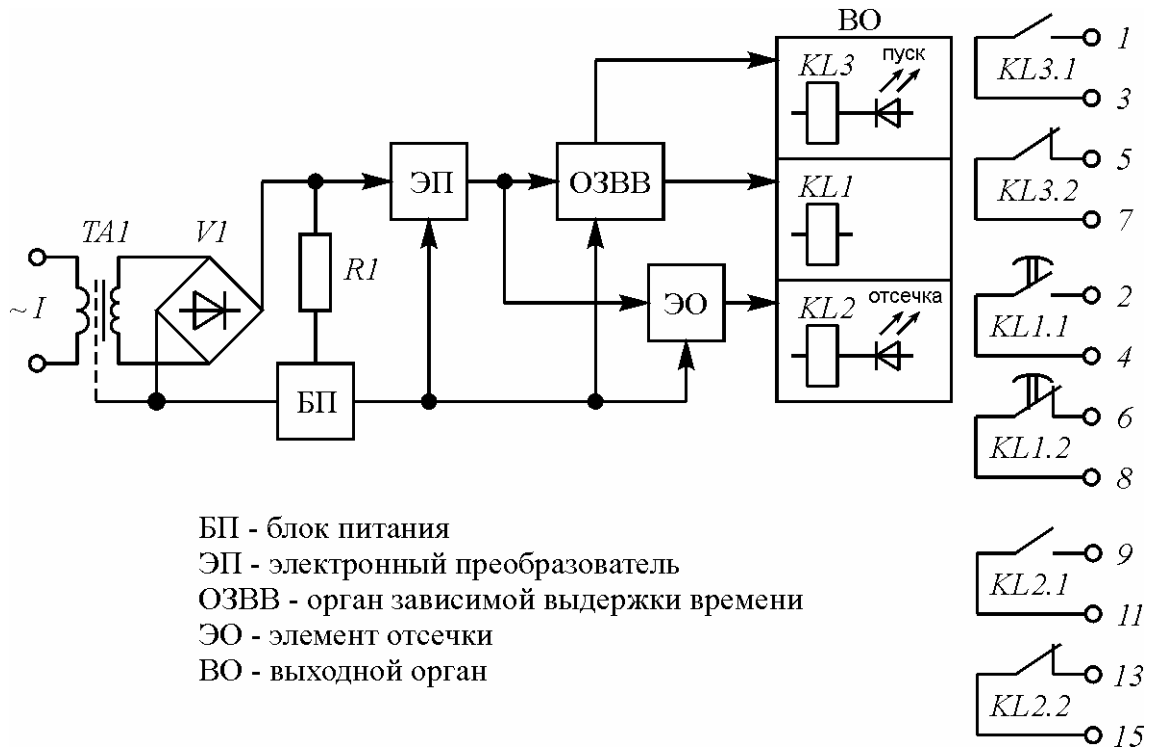 ВО
1
KL3
пуск
KL3.1
3
ЭП
ОЗВВ
5
KL1
KL3.2
7
TA1
V1
R1
~I
ЭО
KL2
отсечка
2
KL1.1
4
БП
6
KL1.2
8
БП - блок питания
ЭП - электронный преобразователь
ОЗВВ - орган зависимой выдержки времени
ЭО - элемент отсечки
ВО - выходной орган
9
KL2.1
11
13
KL2.2
15